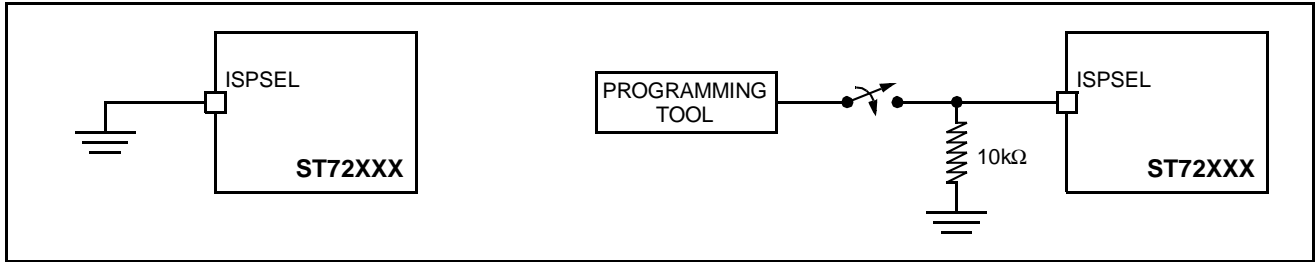 ISPSEL
ST72XXX
PROGRAMMING
TOOL
10kΩ
ISPSEL
ST72XXX